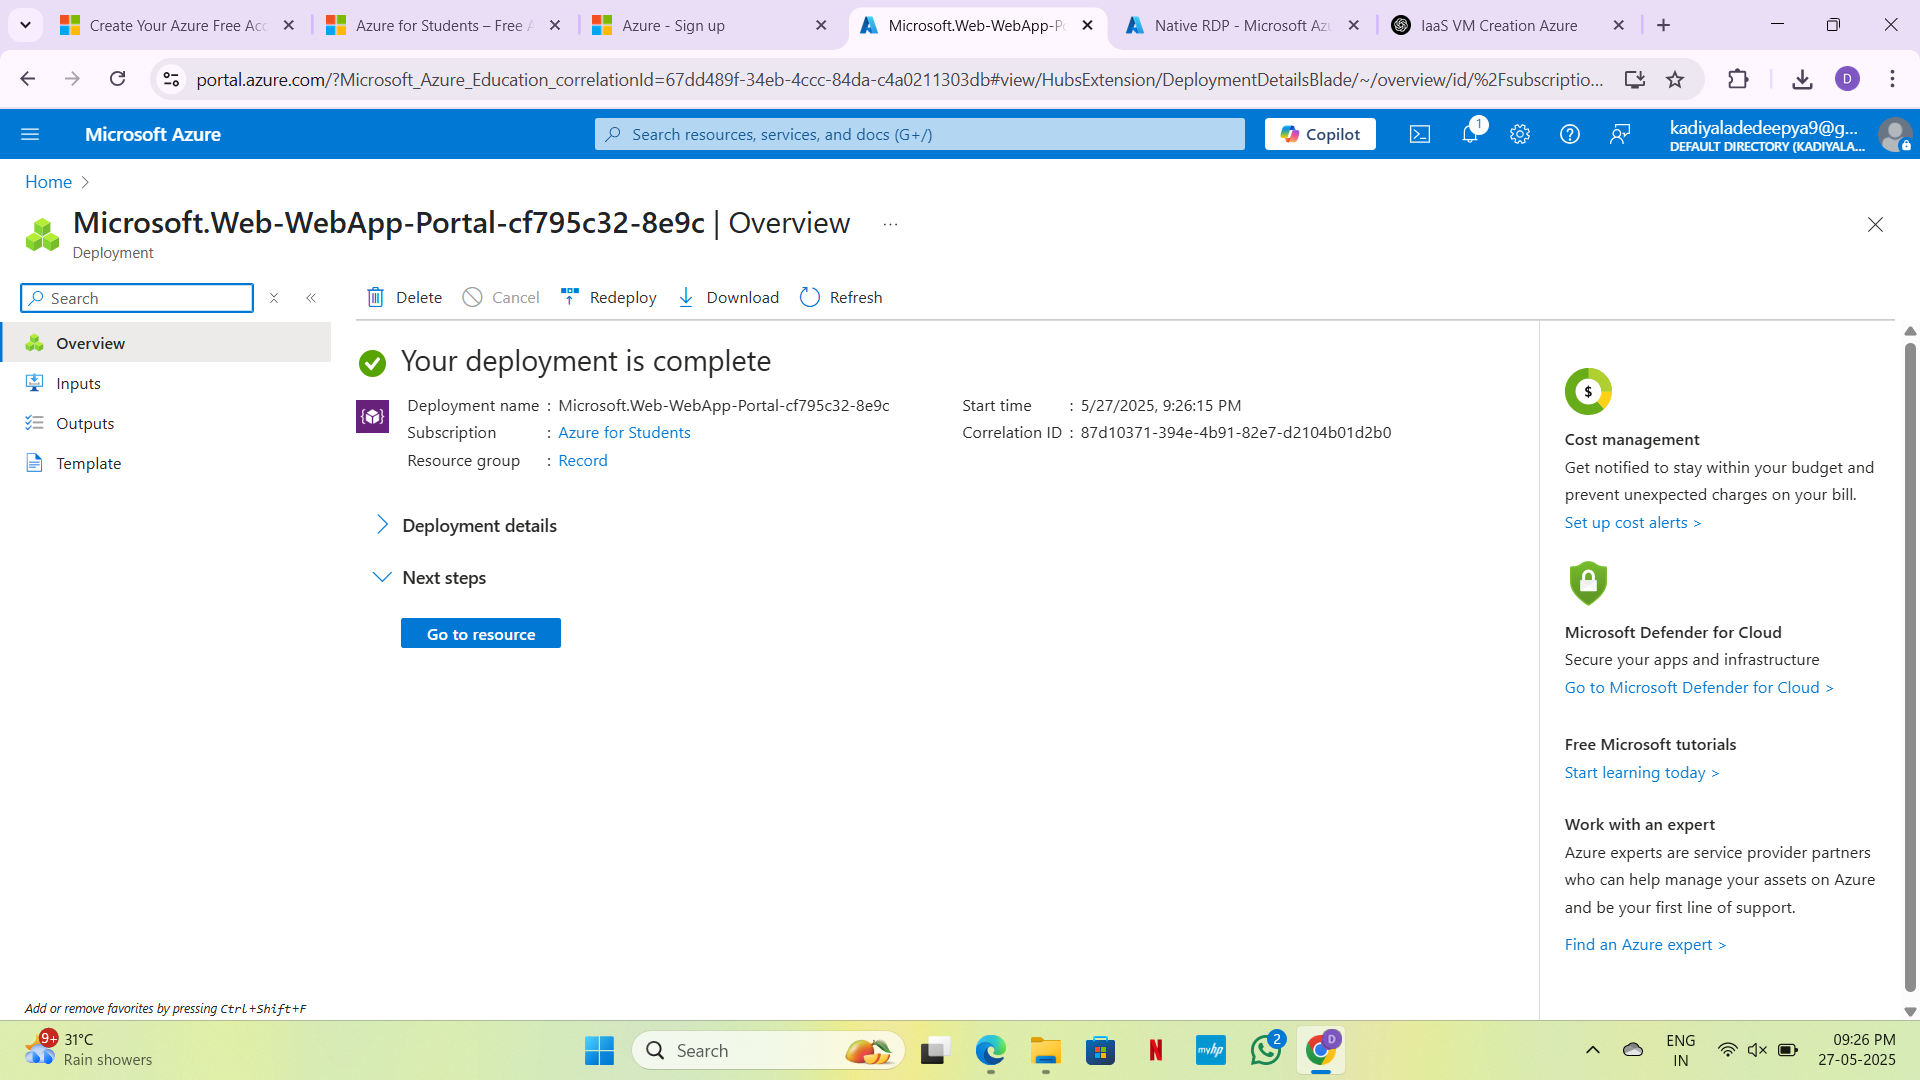 Create Your Azure Free Acc
Azure for Students – Free A
Azure - Sign up
Microsoft.Web-WebApp-Po
Native RDP - Microsoft Azu
IaaS VM Creation Azure
portal.azure.com/?Microsoft_Azure_Education_correlationId=67dd489f-34eb-4ccc-84da-c4a0211303db#view/HubsExtension/DeploymentDetailsBlade/~/overview/id/%2Fsubscriptio...
D
Microsoft Azure
Search resources, services, and docs (G+/)
Copilot
1
kadiyaladedeepya9@g...
DEFAULT DIRECTORY (KADIYALA...
Home
Microsoft.Web-WebApp-Portal-cf795c32-8e9c | Overview ...
Deployment
Search
Delete
Cancel
Redeploy
Download
Refresh
Overview
Inputs
Outputs
Template
Your deployment is complete
Deployment name : Microsoft.Web-WebApp-Portal-cf795c32-8e9c
Subscription : Azure for Students
Resource group : Record
Start time : 5/27/2025, 9:26:15 PM
Correlation ID : 87d10371-394e-4b91-82e7-d2104b01d2b0
Deployment details
Next steps
Go to resource
$
Cost management
Get notified to stay within your budget and
prevent unexpected charges on your bill.
Set up cost alerts >
Microsoft Defender for Cloud
Secure your apps and infrastructure
Go to Microsoft Defender for Cloud >
Free Microsoft tutorials
Start learning today >
Work with an expert
Azure experts are service provider partners
who can help manage your assets on Azure
and be your first line of support.
Find an Azure expert >
Add or remove favorites by pressing Ctrl+Shift+F
9+
31°C
Rain showers
Search
N
myhp
2
D
ENG
IN
09:26 PM
27-05-2025